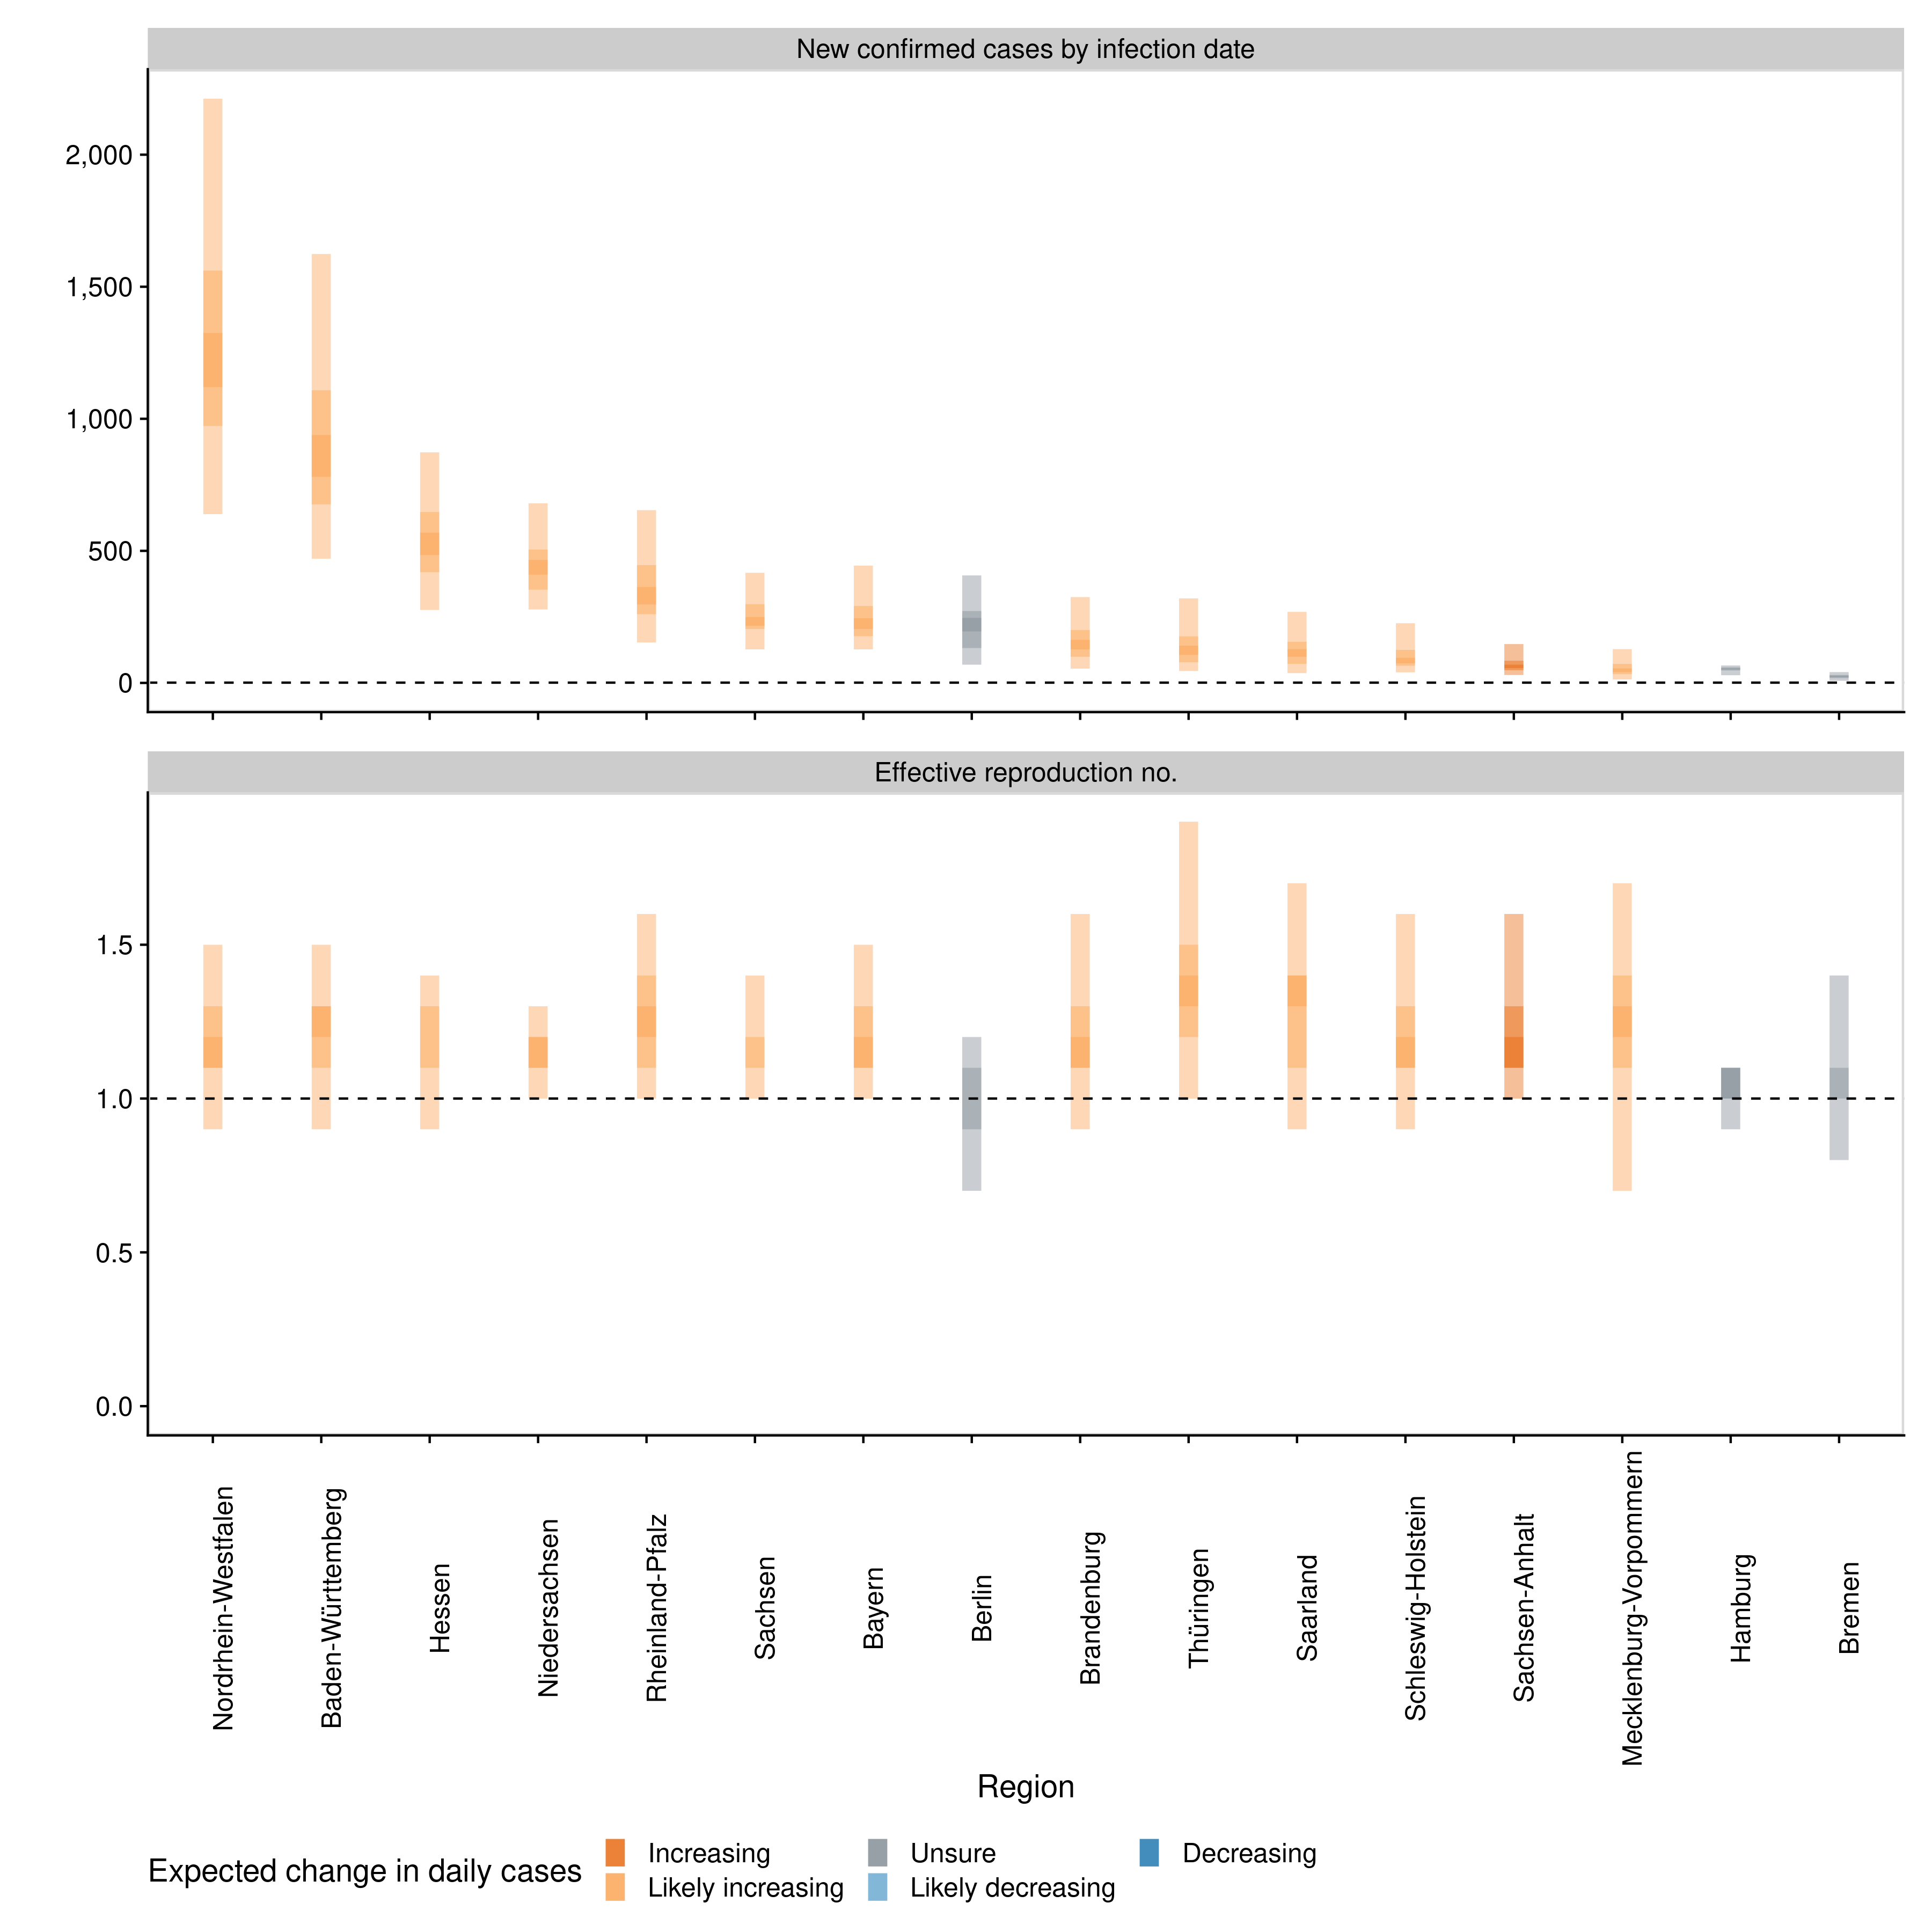 New confirmed cases by infection date
2,000
1,500
1,000
500
0
Effective reproduction no.
1.5
1.0
0.5
0.0
Nordrhein-Westfalen
Baden-Württemberg
Hessen
Niedersachsen
Rheinland-Pfalz
Sachsen
Bayern
Berlin
Brandenburg
Thüringen
Saarland
Schleswig-Holstein
Sachsen-Anhalt
Mecklenburg-Vorpommern
Hamburg
Bremen
Region
Expected change in daily cases
Increasing
Likely increasing
Unsure
Likely decreasing
Decreasing